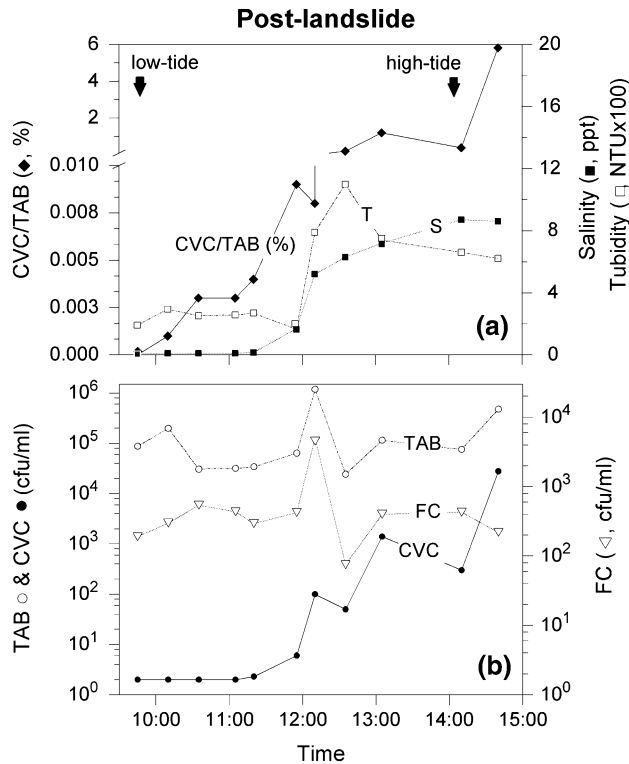 Post-landslide
6
4
2
0.010
0.008
0.005
0.003
0.000
CVC/TAB (◆, %)
low-tide
high-tide
CVC/TAB (%)
T
S
(a)
20
16
12
8
4
0
Salinity (■, ppt)
Tubidity (□, NTUx100)
10⁶
10⁵
10⁴
10³
10²
10¹
10⁰
TAB ○ & CVC ● (cfu/ml)
TAB
FC
CVC
(b)
10⁴
10³
10²
10¹
10⁰
FC (▽, cfu/ml)
10:00 11:00 12:00 13:00 14:00 15:00
Time